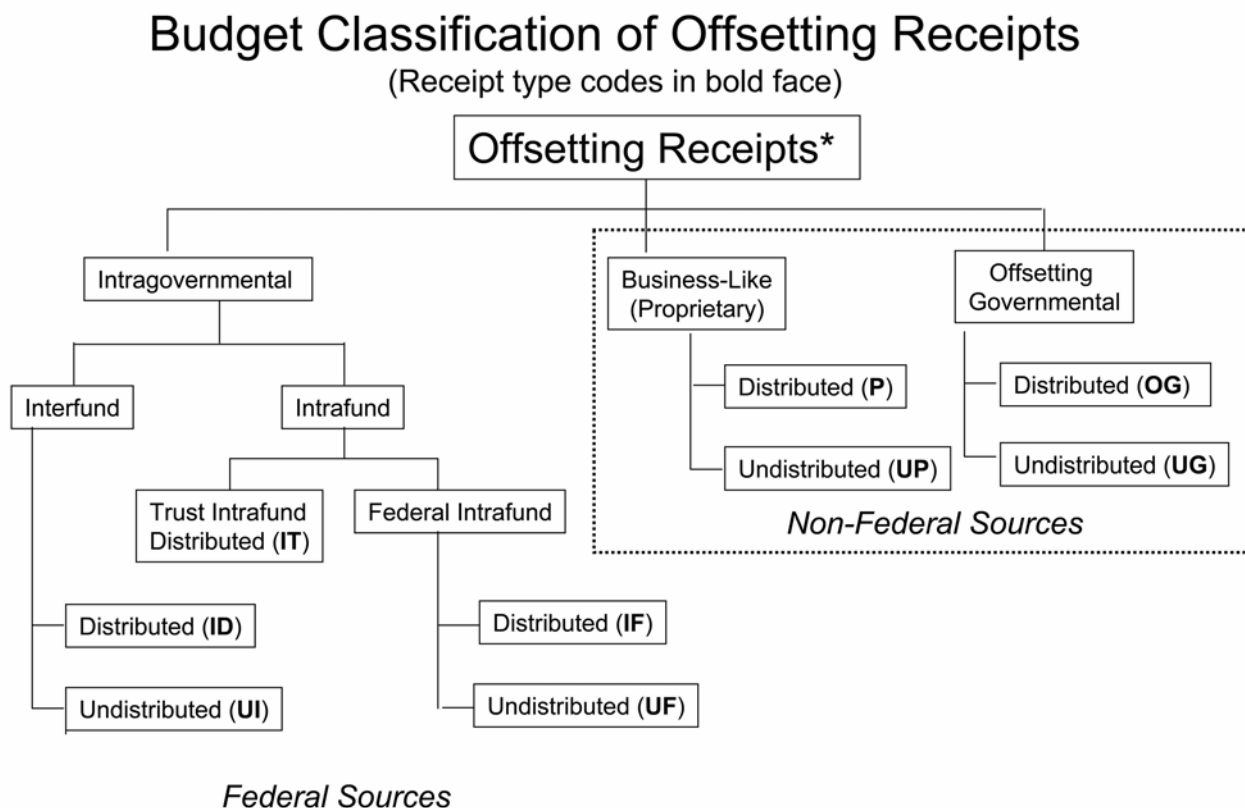 Budget Classification of Offsetting Receipts
(Receipt type codes in bold face)
Offsetting Receipts*
Intragovernmental
Business-Like
(Proprietary)
Offsetting
Governmental
Distributed (P)
Distributed (OG)
Interfund
Intrafund
Undistributed (UP)
Undistributed (UG)
Trust Intrafund
Distributed (IT)
Federal Intrafund
Non-Federal Sources
Distributed (ID)
Distributed (IF)
Undistributed (UI)
Undistributed (UF)
Federal Sources